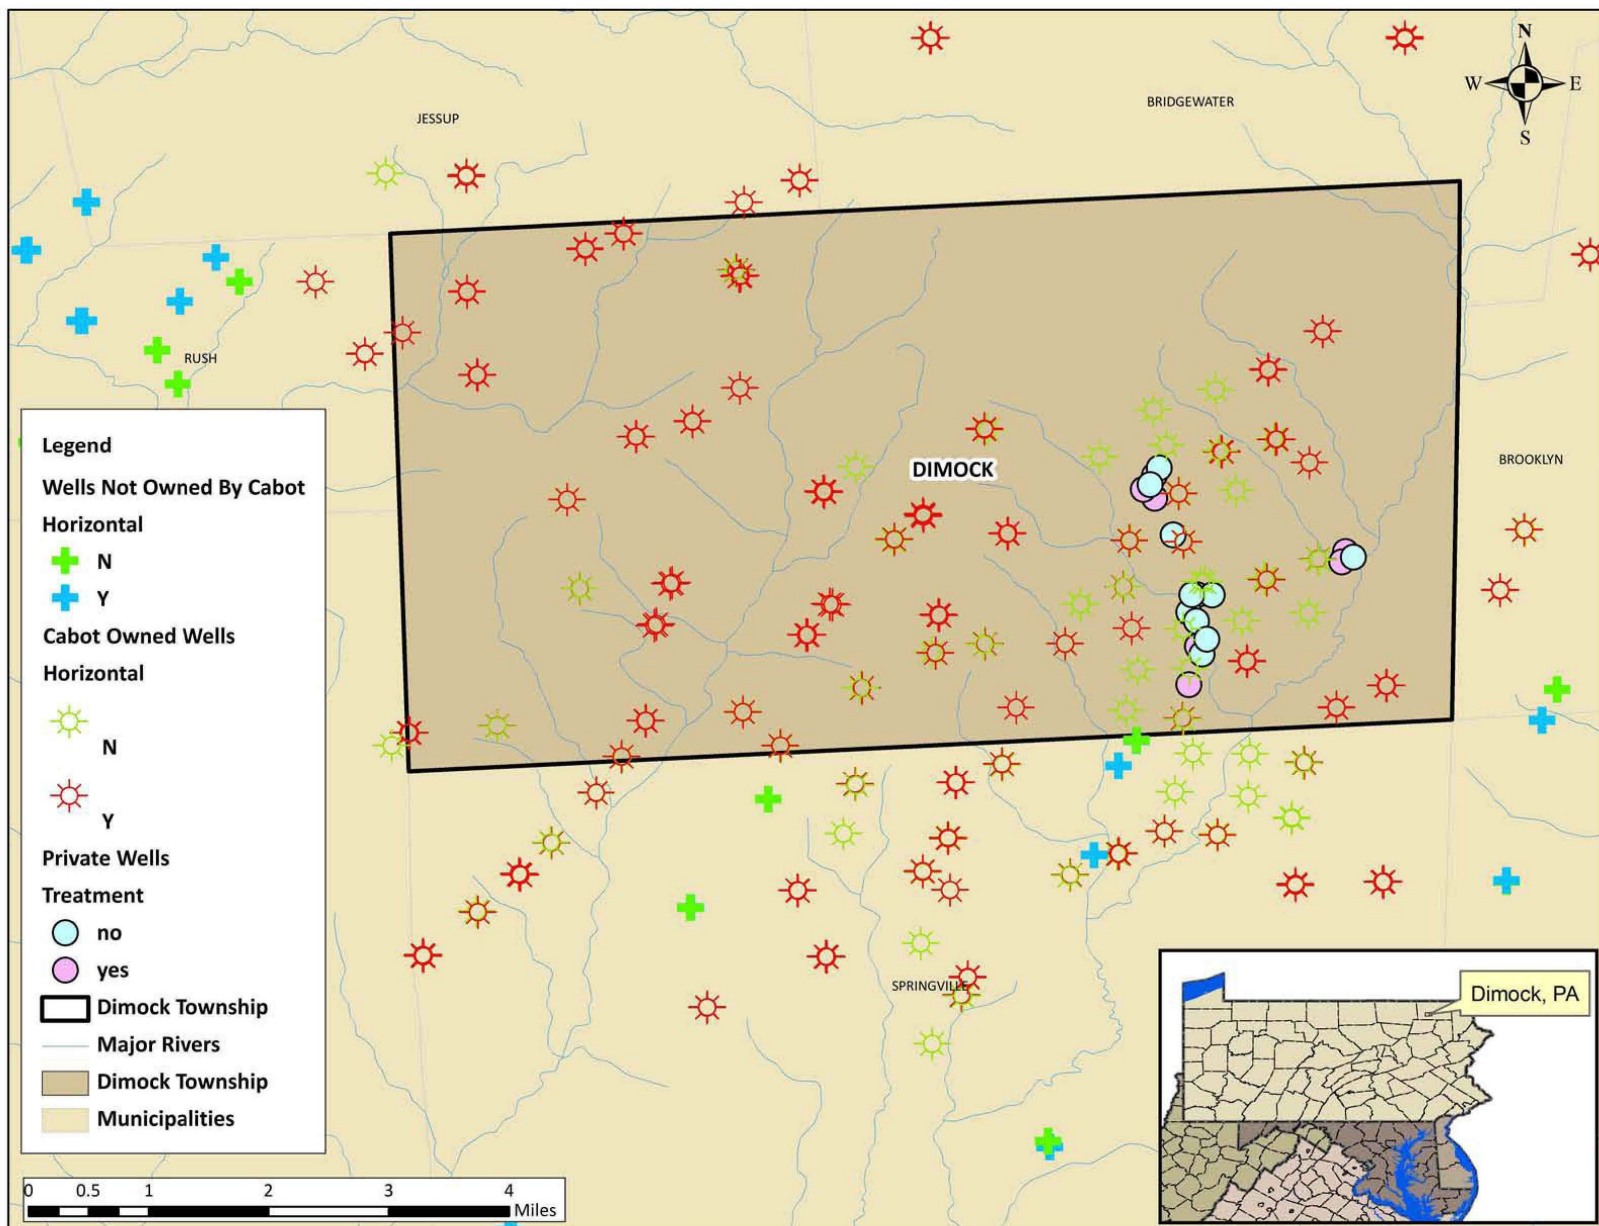 N
W E
S
JESSUP
BRIDGEWATER
RUSH
DIMOCK
BROOKLYN
SPRINGVILLE
Legend
Wells Not Owned By Cabot
Horizontal
N
Y
Cabot Owned Wells
Horizontal
N
Y
Private Wells
Treatment
no
yes
Dimock Township
Major Rivers
Dimock Township
Municipalities
0 0.5 1 2 3 4
Miles
Dimock, PA